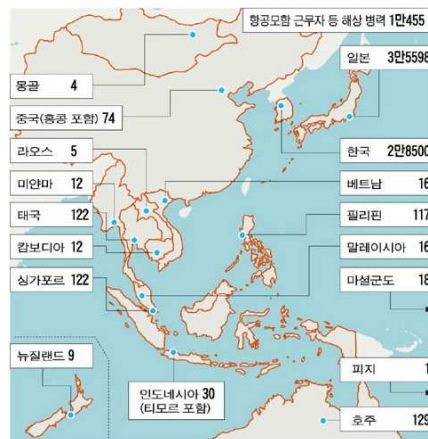 항공모함 근무자 등 해상 병력 1만455
일본 3만5598
몽골 4
중국(홍콩 포함) 74
라오스 5
한국 2만8500
미얀마 12
베트남 16
태국 122
필리핀 117
캄보디아 12
말레이시아 16
싱가포르 122
마셜군도 18
뉴질랜드 9
인도네시아 30
(티모르 포함)
피지 1
호주 129